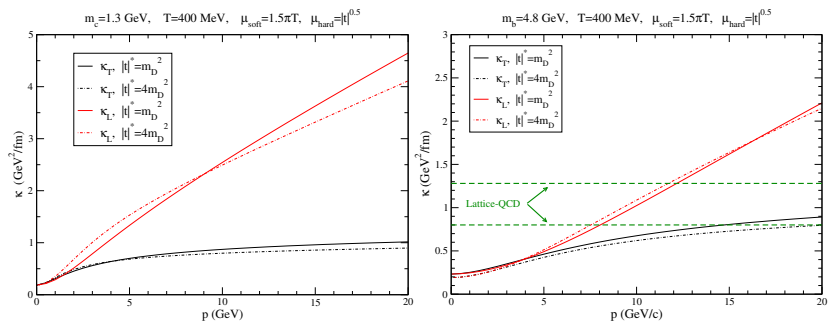 m_c=1.3 GeV, T=400 MeV, μ_soft=1.5πT, μ_hard=|t|^0.5
κ (GeV^2/fm)
5
4
3
2
1
0
κ_T, |t|^*=m_D^2
κ_T, |t|^*=4m_D^2
κ_L, |t|^*=m_D^2
κ_L, |t|^*=4m_D^2
0 5 10 15 20
p (GeV)
m_b=4.8 GeV, T=400 MeV, μ_soft=1.5πT, μ_hard=|t|^0.5
κ (GeV^2/fm)
3
2.5
2
1.5
1
0.5
0
κ_T, |t|^*=m_D^2
κ_T, |t|^*=4m_D^2
κ_L, |t|^*=m_D^2
κ_L, |t|^*=4m_D^2
Lattice-QCD
0 5 10 15 20
p (GeV/c)